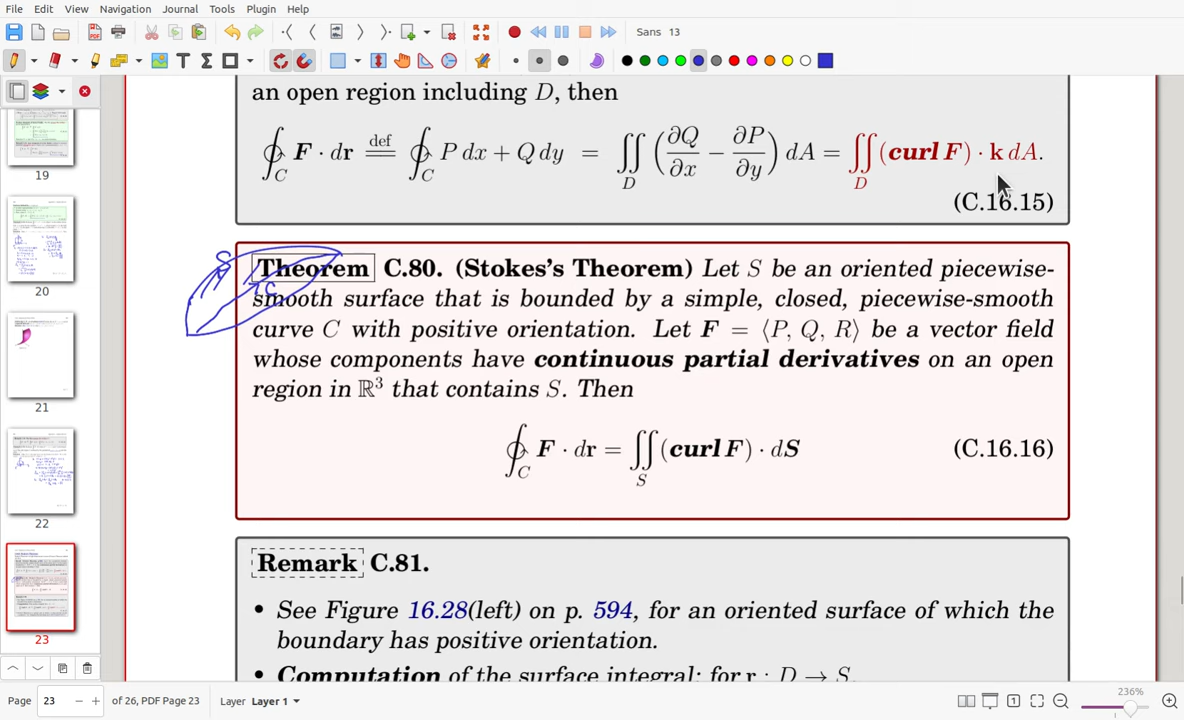 File Edit View Navigation Journal Tools Plugin Help
Sans 13
an open region including D, then
∮_C F · dr \overset{def}{=} ∮_C P dx + Q dy = ∬_D (∂Q/∂x − ∂P/∂y) dA = ∬_D (curl F) · k dA.
(C.16.15)
Theorem C.80. (Stokes's Theorem) Let S be an oriented piecewise-
smooth surface that is bounded by a simple, closed, piecewise-smooth
curve C with positive orientation. Let F = ⟨P, Q, R⟩ be a vector field
whose components have continuous partial derivatives on an open
region in ℝ³ that contains S. Then
∮_C F · dr = ∬_S (curl F) · dS (C.16.16)
Remark C.81.
• See Figure 16.28(left) on p. 594, for an oriented surface of which the
boundary has positive orientation.
• Computation of the surface integral: for r : D → S,
S
C
19
20
21
22
23
Page 23 − + of 26, PDF Page 23 Layer Layer 1
236%